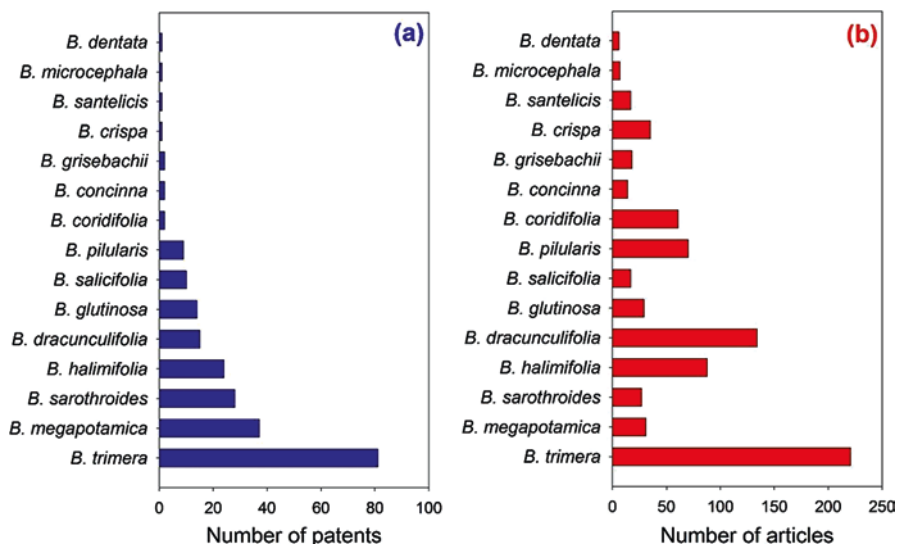 (a)
B. dentata
B. microcephala
B. santelicis
B. crispa
B. grisebachii
B. concinna
B. coridifolia
B. pilularis
B. salicifolia
B. glutinosa
B. dracunculifolia
B. halimifolia
B. sarothroides
B. megapotamica
B. trimera
0 20 40 60 80 100
Number of patents
(b)
B. dentata
B. microcephala
B. santelicis
B. crispa
B. grisebachii
B. concinna
B. coridifolia
B. pilularis
B. salicifolia
B. glutinosa
B. dracunculifolia
B. halimifolia
B. sarothroides
B. megapotamica
B. trimera
0 50 100 150 200 250
Number of articles